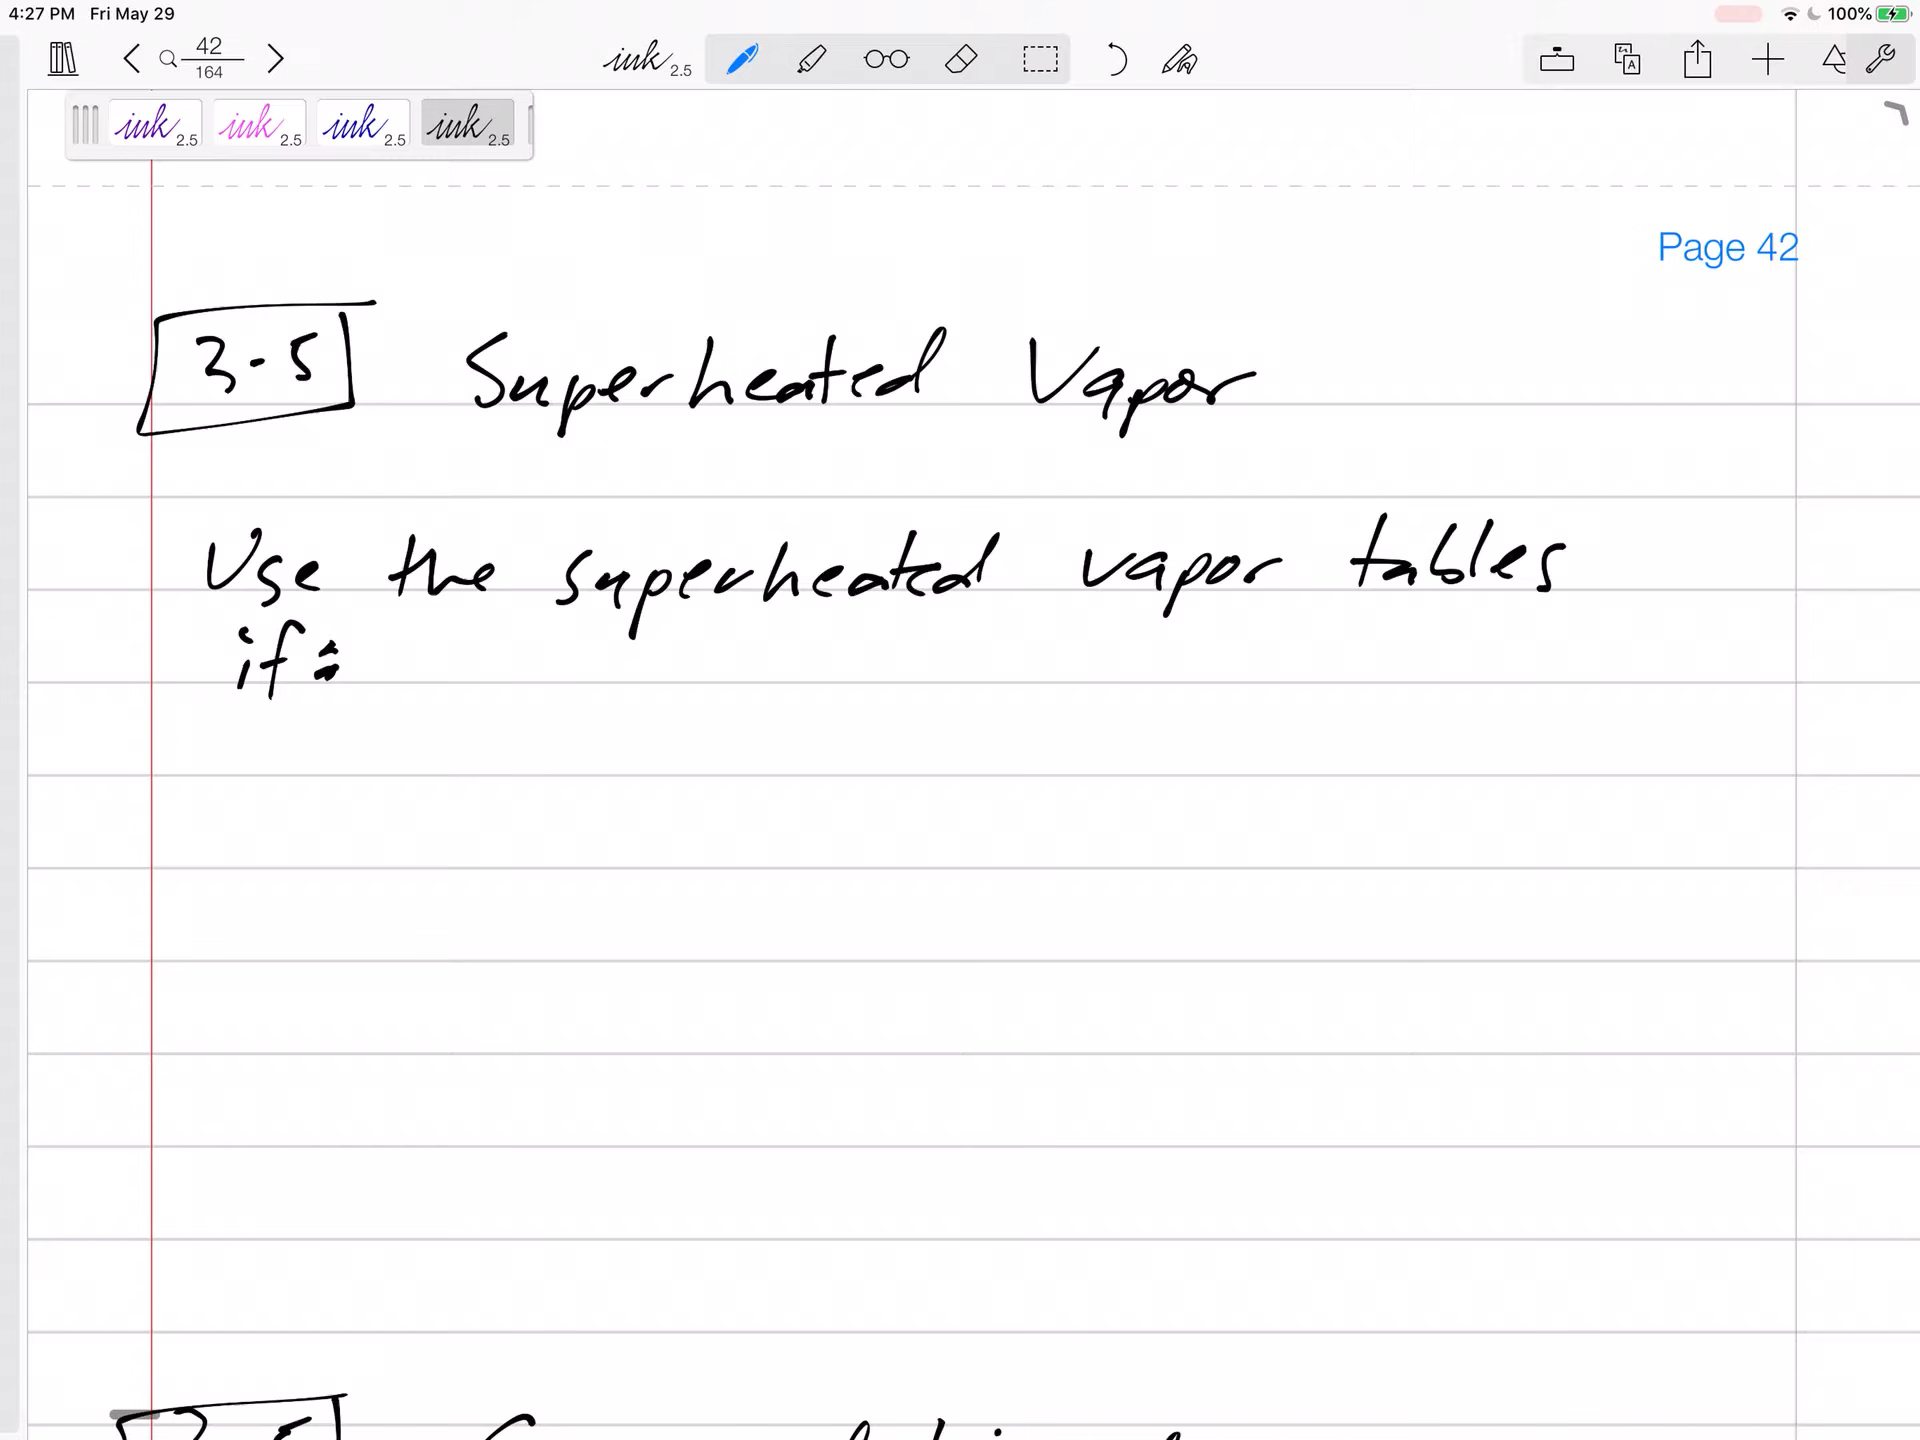 4:27 PM Fri May 29
100%
42
164
ink 2.5
ink 2.5 ink 2.5 ink 2.5 ink 2.5
Page 42
3-5 Superheated Vapor
Use the superheated vapor tables
if: